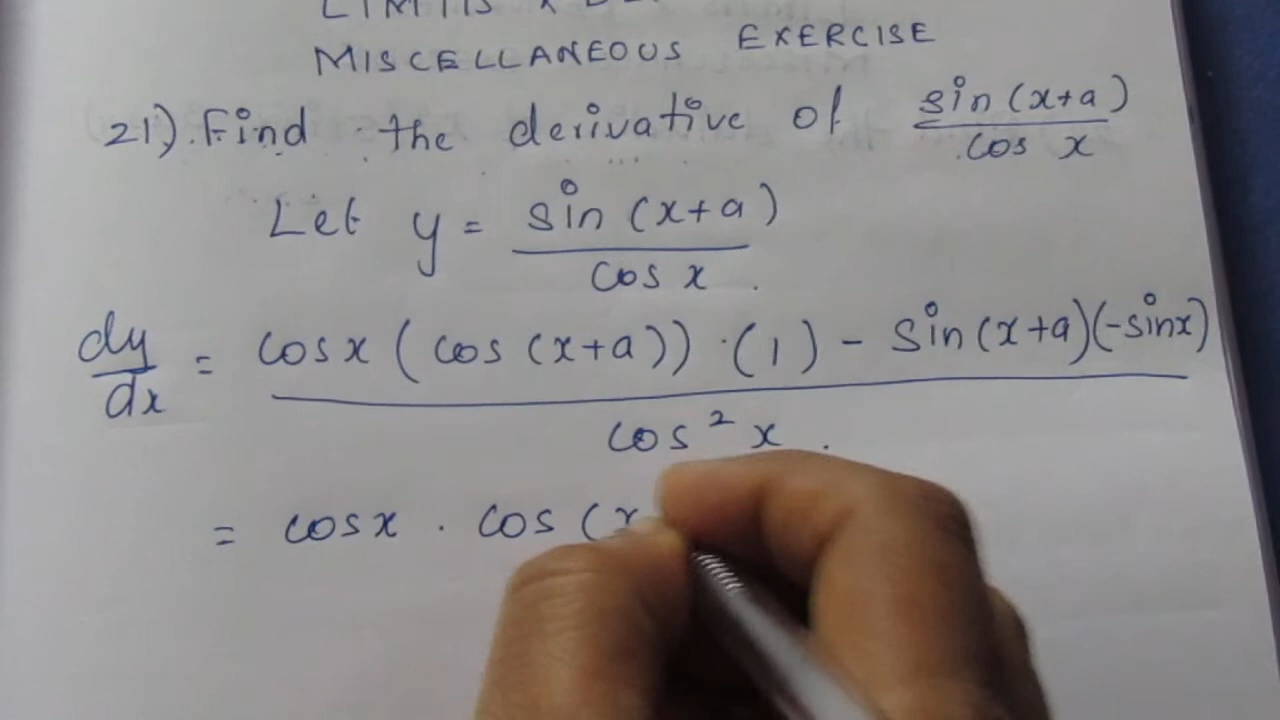 MISCELLANEOUS EXERCISE
21). Find the derivative of sin (x+a) / cos x
Let y = sin (x+a) / cos x .
dy/dx = cos x ( cos (x+a)) · (1) - sin (x+a)(-sinx) / cos² x .
= cos x . cos (x